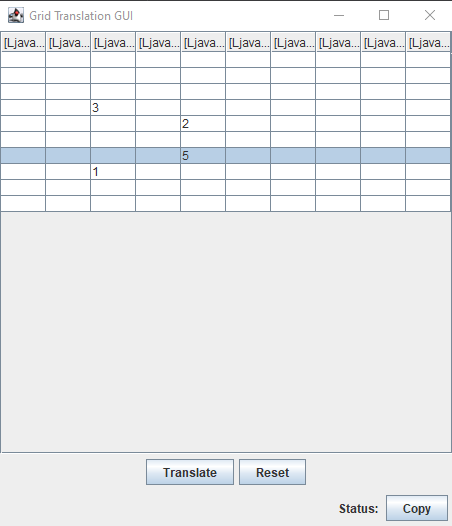 Grid Translation GUI
[Ljava... [Ljava... [Ljava... [Ljava... [Ljava... [Ljava... [Ljava... [Ljava... [Ljava... [Ljava...
3
2
5
1
Translate Reset
Status: Copy